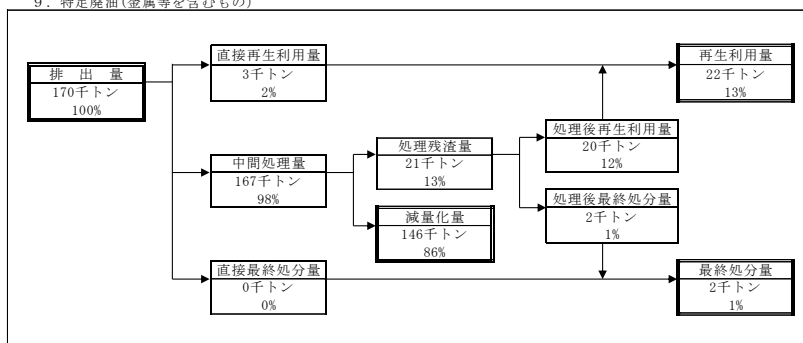 9. 特定廃油(金属等を含むもの)
排 出 量
170千トン
100%
直接再生利用量
3千トン
2%
中間処理量
167千トン
98%
直接最終処分量
0千トン
0%
処理残渣量
21千トン
13%
減量化量
146千トン
86%
処理後再生利用量
20千トン
12%
処理後最終処分量
2千トン
1%
再生利用量
22千トン
13%
最終処分量
2千トン
1%